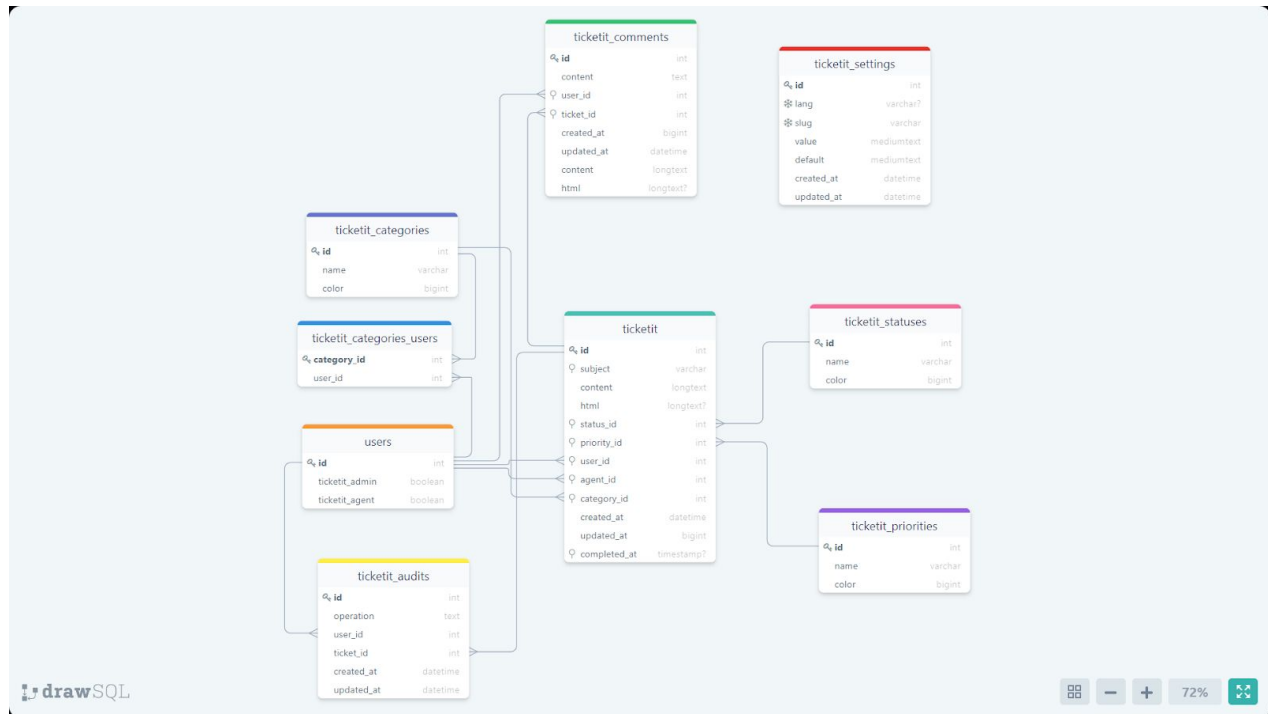 ticketit_comments
id int
content text
user_id int
ticket_id int
created_at bigint
updated_at datetime
content longtext
html longtext?
ticketit_settings
id int
lang varchar?
slug varchar
value mediumtext
default mediumtext
created_at datetime
updated_at datetime
ticketit_categories
id int
name varchar
color bigint
ticketit_categories_users
category_id int
user_id int
users
id int
ticketit_admin boolean
ticketit_agent boolean
ticketit_audits
id int
operation text
user_id int
ticket_id int
created_at datetime
updated_at datetime
ticketit
id int
subject varchar
content longtext
html longtext?
status_id int
priority_id int
user_id int
agent_id int
category_id int
created_at datetime
updated_at bigint
completed_at timestamp?
ticketit_statuses
id int
name varchar
color bigint
ticketit_priorities
id int
name varchar
color bigint
drawSQL
72%